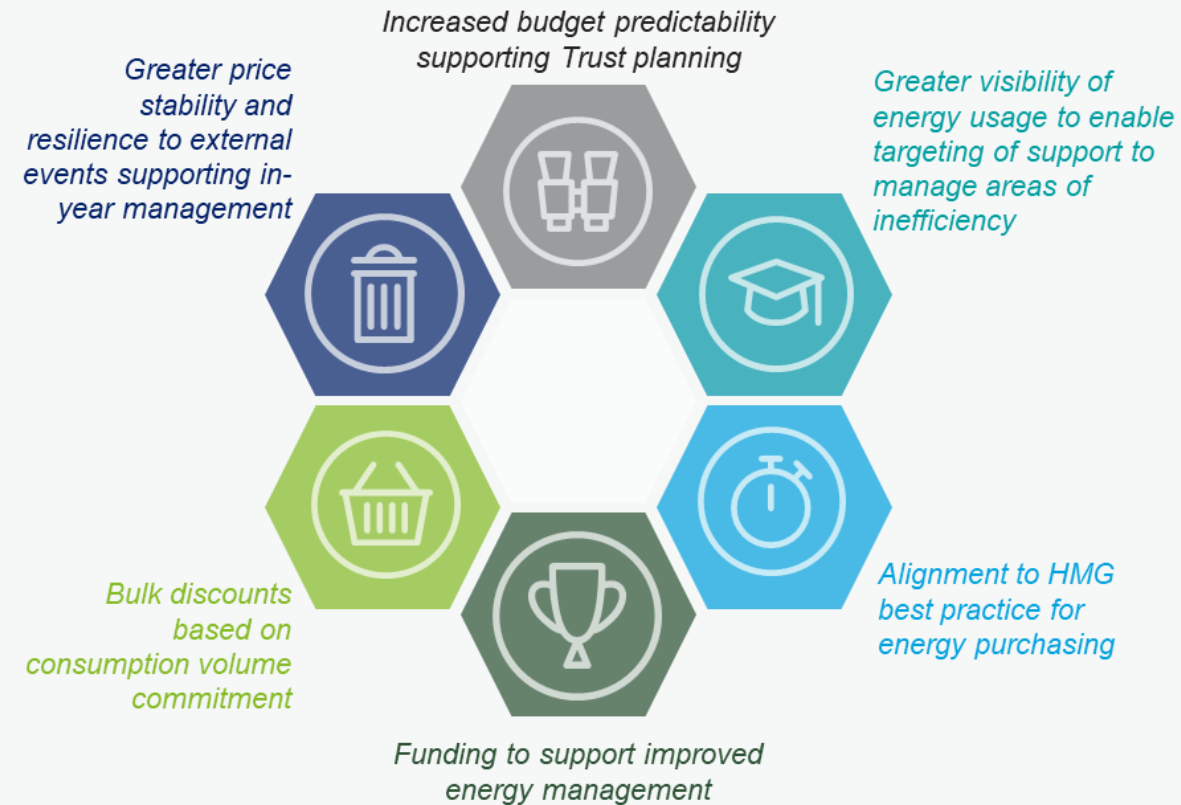 Increased budget predictability
supporting Trust planning
Greater price
stability and
resilience to external
events supporting in-
year management
Greater visibility of
energy usage to enable
targeting of support to
manage areas of
inefficiency
Bulk discounts
based on
consumption volume
commitment
Alignment to HMG
best practice for
energy purchasing
Funding to support improved
energy management